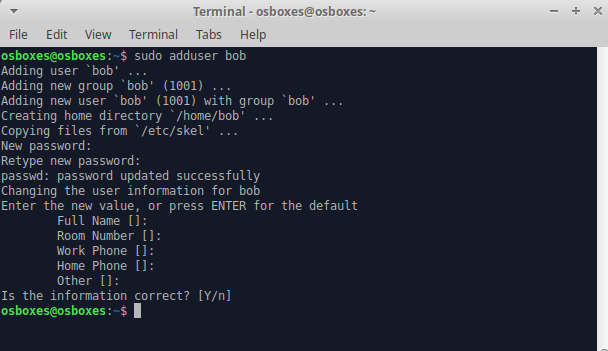 Terminal - osboxes@osboxes: ~
File Edit View Terminal Tabs Help
osboxes@osboxes:~$ sudo adduser bob
Adding user `bob' ...
Adding new group `bob' (1001) ...
Adding new user `bob' (1001) with group `bob' ...
Creating home directory `/home/bob' ...
Copying files from `/etc/skel' ...
New password:
Retype new password:
passwd: password updated successfully
Changing the user information for bob
Enter the new value, or press ENTER for the default
        Full Name []:
        Room Number []:
        Work Phone []:
        Home Phone []:
        Other []:
Is the information correct? [Y/n]
osboxes@osboxes:~$